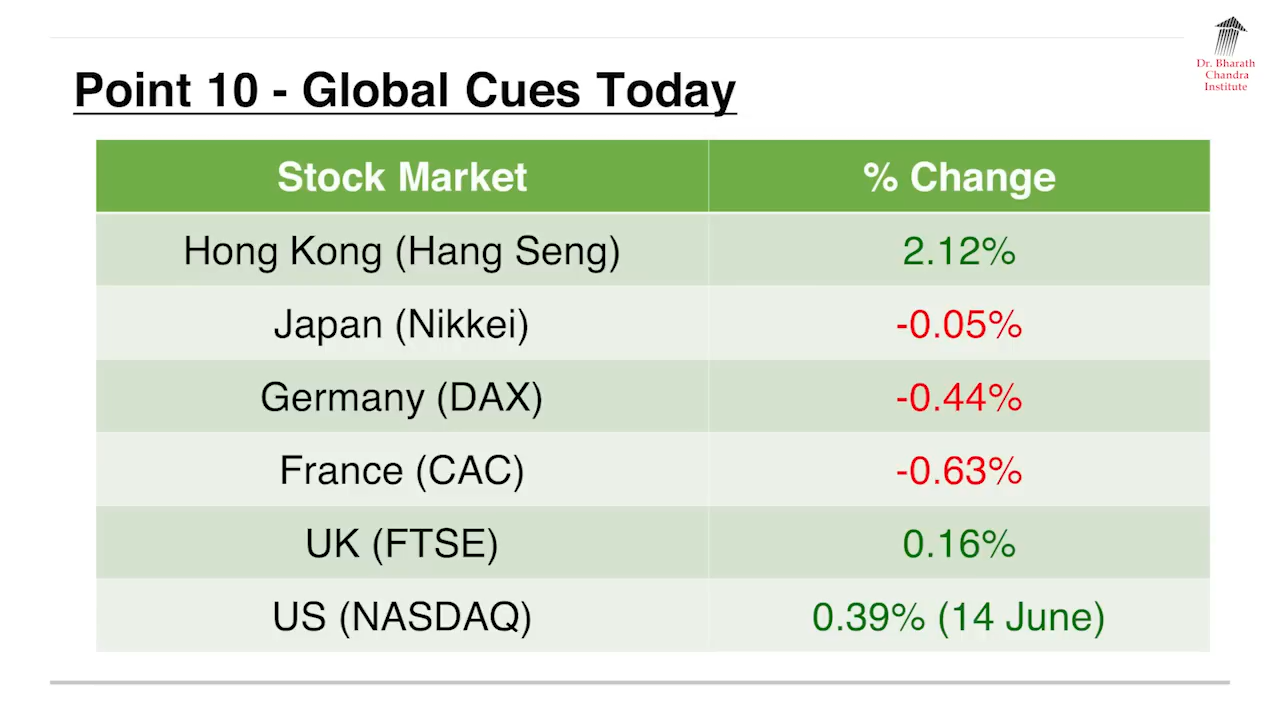 Dr. Bharath
Chandra
Institute
Point 10 - Global Cues Today
Stock Market % Change
Hong Kong (Hang Seng) 2.12%
Japan (Nikkei) -0.05%
Germany (DAX) -0.44%
France (CAC) -0.63%
UK (FTSE) 0.16%
US (NASDAQ) 0.39% (14 June)